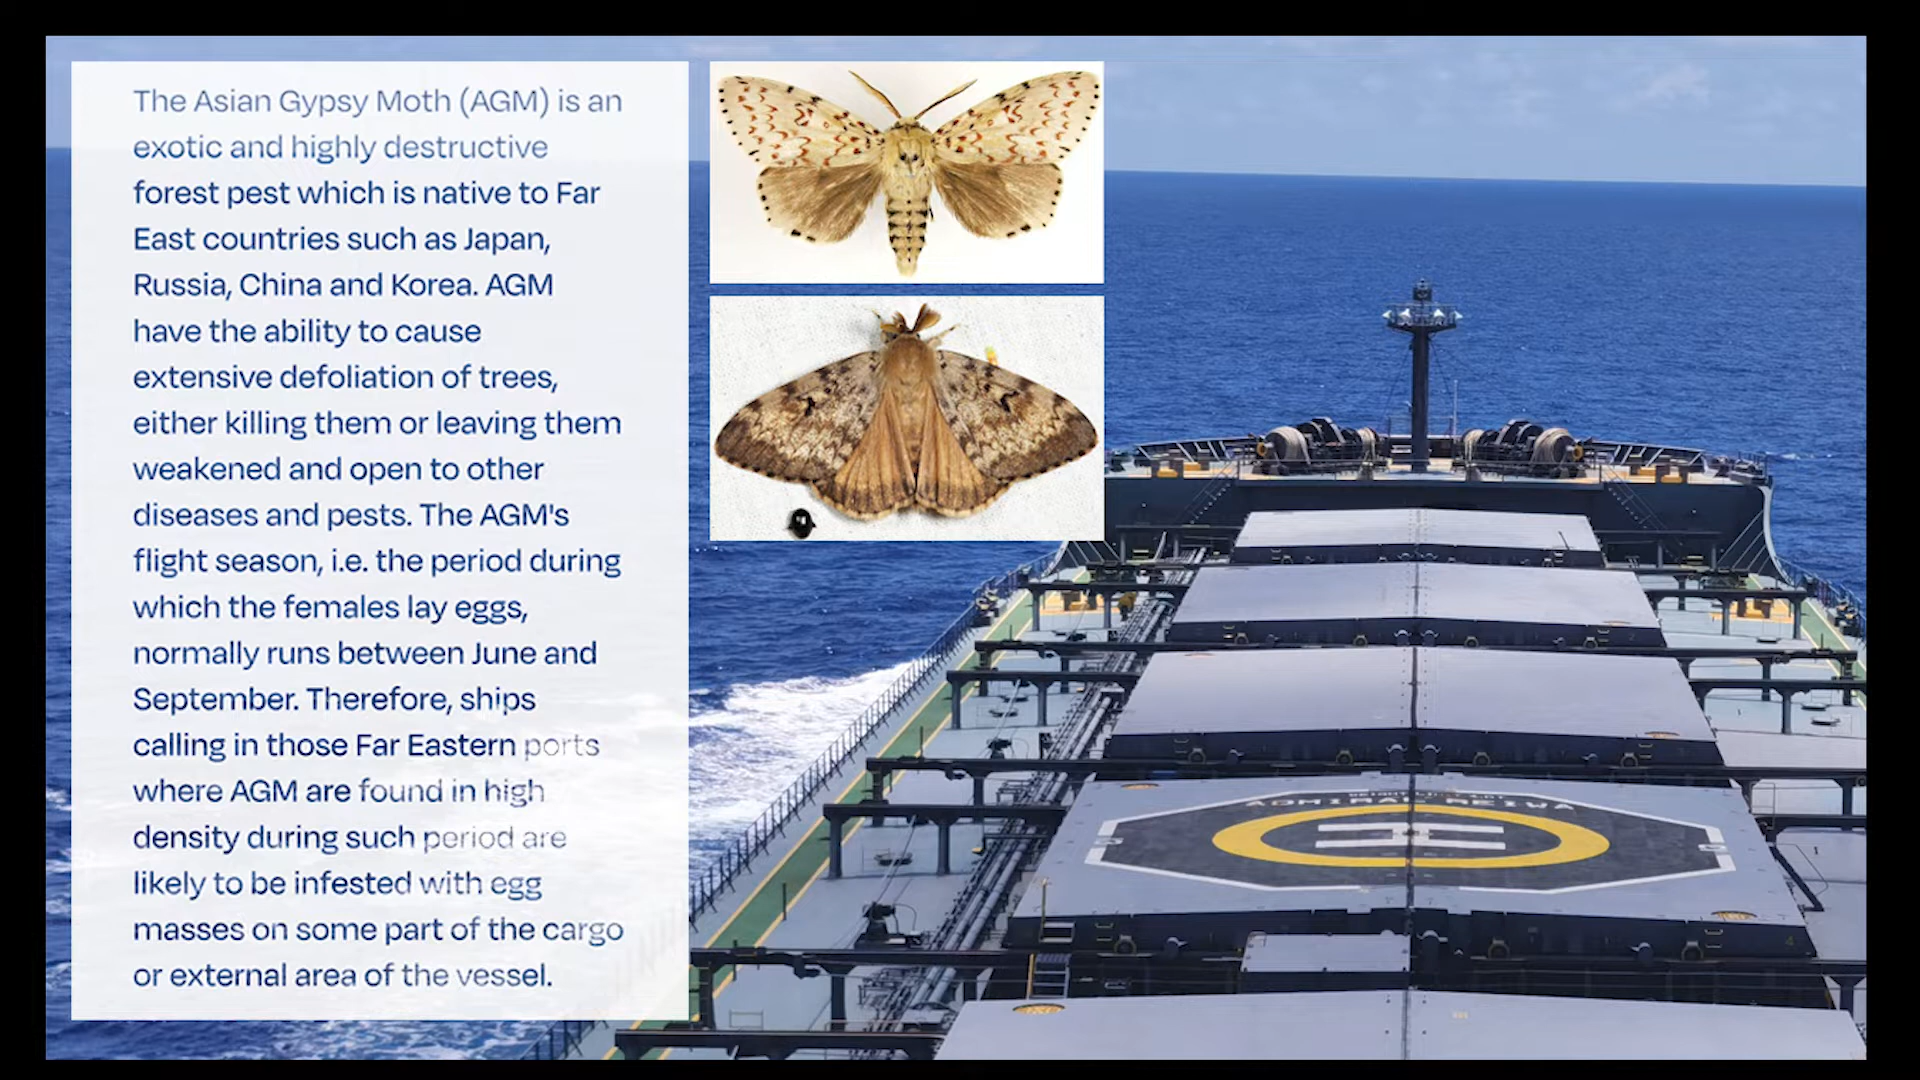 The Asian Gypsy Moth (AGM) is an
exotic and highly destructive
forest pest which is native to Far
East countries such as Japan,
Russia, China and Korea. AGM
have the ability to cause
extensive defoliation of trees,
either killing them or leaving them
weakened and open to other
diseases and pests. The AGM's
flight season, i.e. the period during
which the females lay eggs,
normally runs between June and
September. Therefore, ships
calling in those Far Eastern ports
where AGM are found in high
density during such period are
likely to be infested with egg
masses on some part of the cargo
or external area of the vessel.
ADMIRAL MEIWA
H